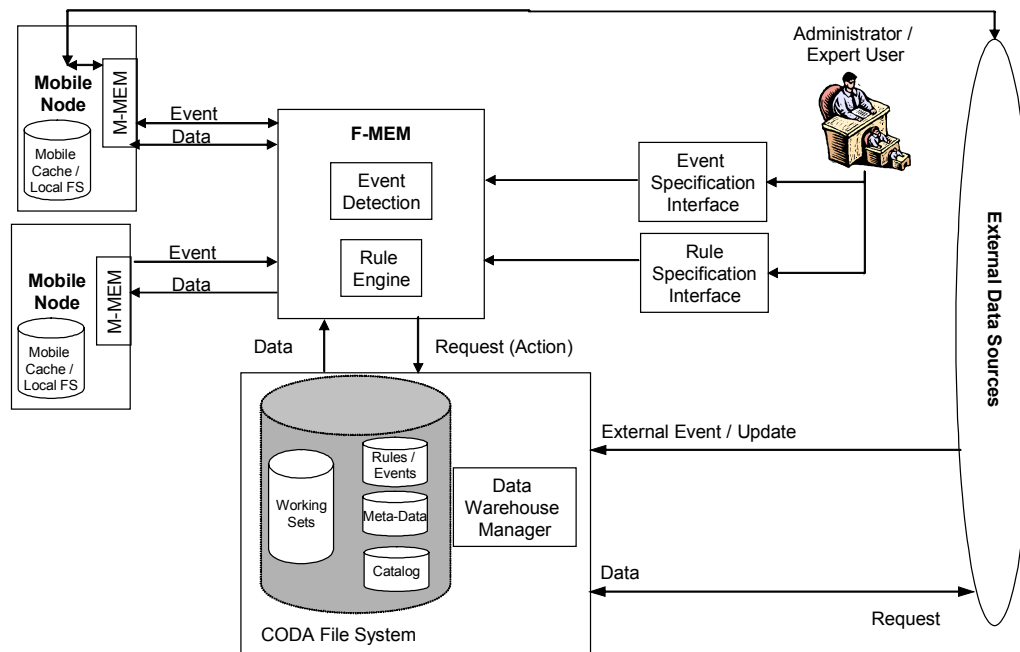 Administrator /
Expert User
Mobile
Node
M-MEM
Mobile
Cache /
Local FS
Event
Data
F-MEM
Event
Detection
Rule
Engine
Event
Specification
Interface
Rule
Specification
Interface
External Data Sources
Mobile
Node
M-MEM
Mobile
Cache /
Local FS
Event
Data
Data
Request (Action)
Working
Sets
Rules /
Events
Meta-Data
Catalog
Data
Warehouse
Manager
CODA File System
External Event / Update
Data
Request